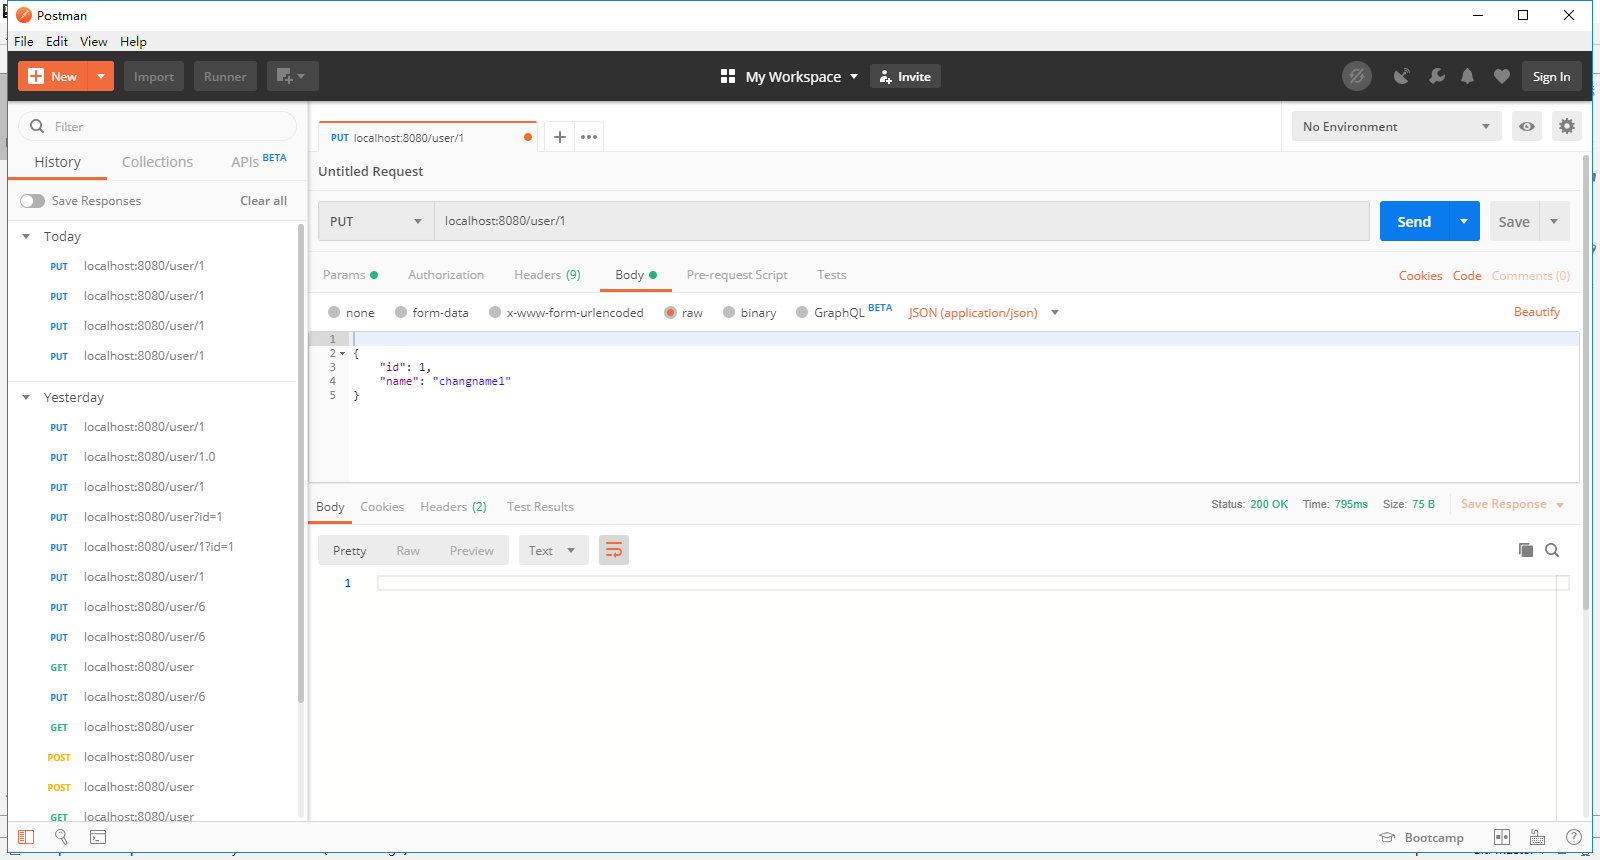 Postman
File Edit View Help
New Import Runner My Workspace Invite Sign In
Filter
History Collections APIs BETA
Save Responses Clear all
Today
PUT localhost:8080/user/1
PUT localhost:8080/user/1
PUT localhost:8080/user/1
PUT localhost:8080/user/1
Yesterday
PUT localhost:8080/user/1
PUT localhost:8080/user/1.0
PUT localhost:8080/user/1
PUT localhost:8080/user?id=1
PUT localhost:8080/user/1?id=1
PUT localhost:8080/user/1
PUT localhost:8080/user/6
PUT localhost:8080/user/6
GET localhost:8080/user
PUT localhost:8080/user/6
GET localhost:8080/user
POST localhost:8080/user
POST localhost:8080/user
GET localhost:8080/user
PUT localhost:8080/user/1
No Environment
Untitled Request
PUT localhost:8080/user/1 Send Save
Params Authorization Headers (9) Body Pre-request Script Tests Cookies Code Comments (0)
none form-data x-www-form-urlencoded raw binary GraphQL BETA JSON (application/json) Beautify
1
2 {
3 "id": 1,
4 "name": "changname1"
5 }
Body Cookies Headers (2) Test Results Status: 200 OK Time: 795ms Size: 75 B Save Response
Pretty Raw Preview Text
1
Bootcamp